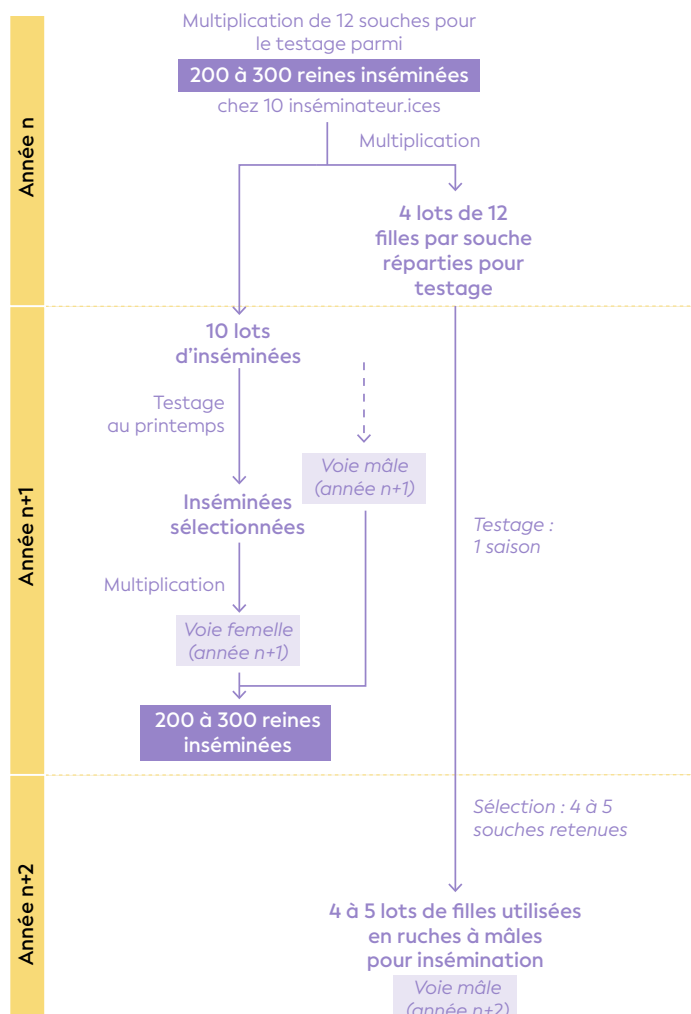 Multiplication de 12 souches pour
le testage parmi
200 à 300 reines inséminées
chez 10 inséminateur.ices
Année n
Multiplication
4 lots de 12
filles par souche
réparties pour
testage
10 lots
d'inséminées
Testage
au printemps
Voie mâle
(année n+1)
Année n+1
Inséminées
sélectionnées
Testage :
1 saison
Multiplication
Voie femelle
(année n+1)
200 à 300 reines
inséminées
Sélection : 4 à 5
souches retenues
Année n+2
4 à 5 lots de filles utilisées
en ruches à mâles
pour insémination
Voie mâle
(année n+2)